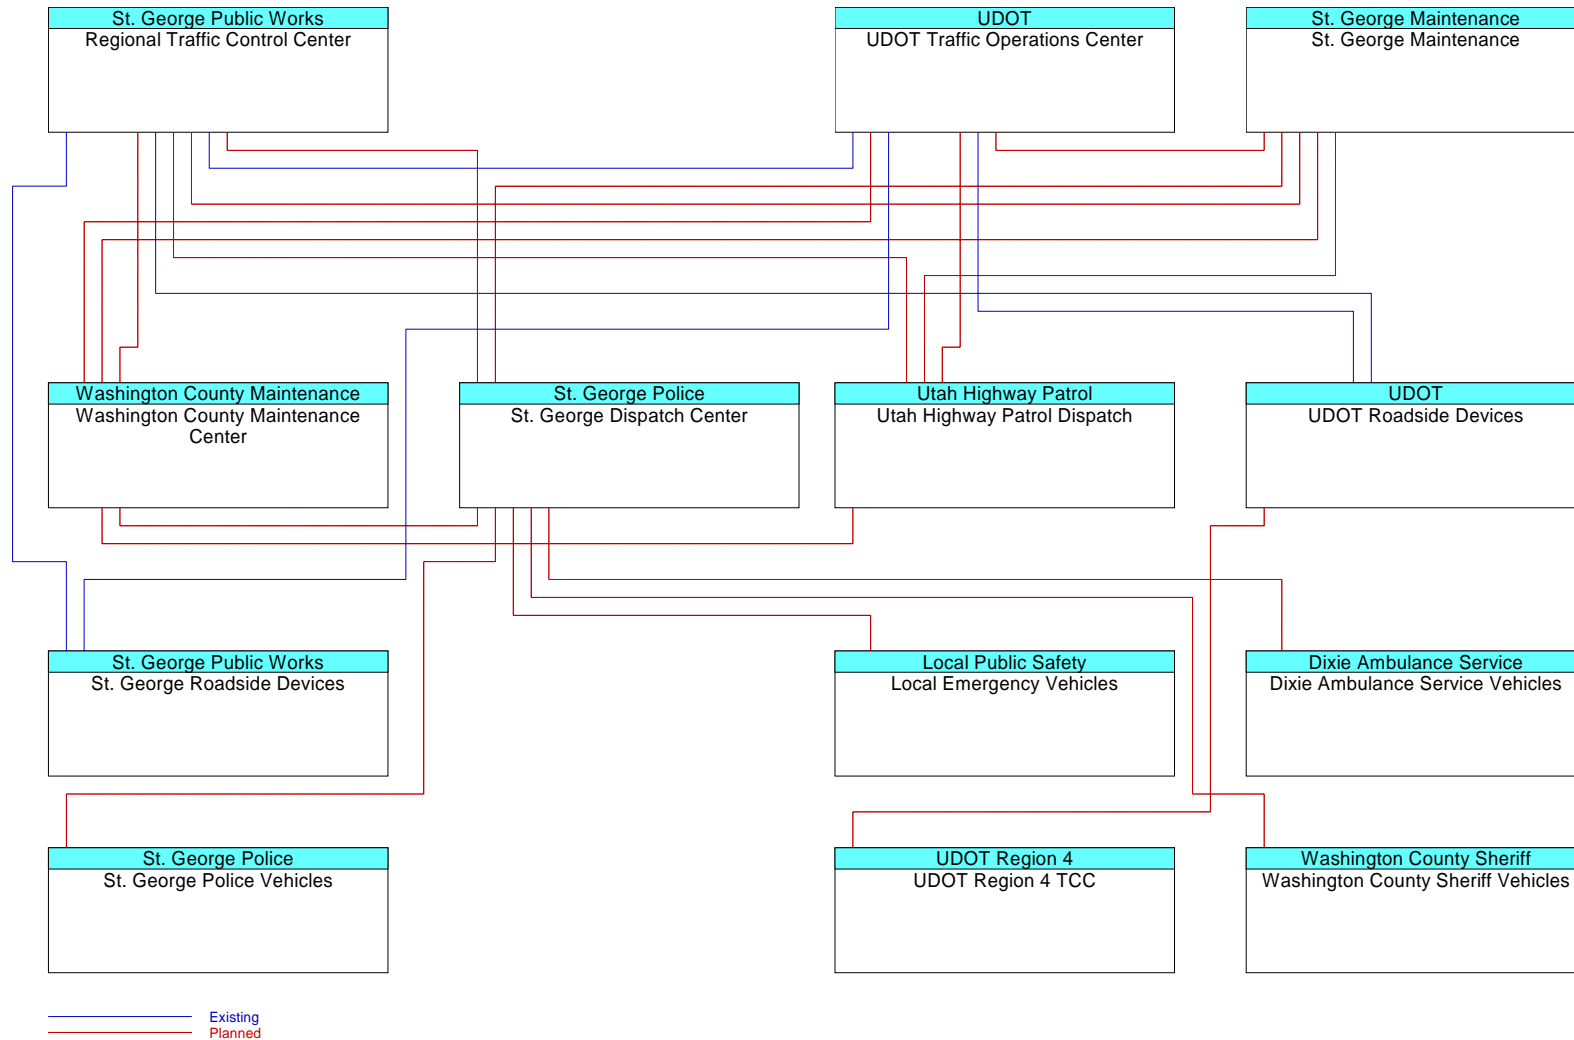 St. George Public Works
Regional Traffic Control Center
UDOT
UDOT Traffic Operations Center
St. George Maintenance
St. George Maintenance
Washington County Maintenance
Washington County Maintenance
Center
St. George Police
St. George Dispatch Center
Utah Highway Patrol
Utah Highway Patrol Dispatch
UDOT
UDOT Roadside Devices
St. George Public Works
St. George Roadside Devices
Local Public Safety
Local Emergency Vehicles
Dixie Ambulance Service
Dixie Ambulance Service Vehicles
St. George Police
St. George Police Vehicles
UDOT Region 4
UDOT Region 4 TCC
Washington County Sheriff
Washington County Sheriff Vehicles
Existing
Planned